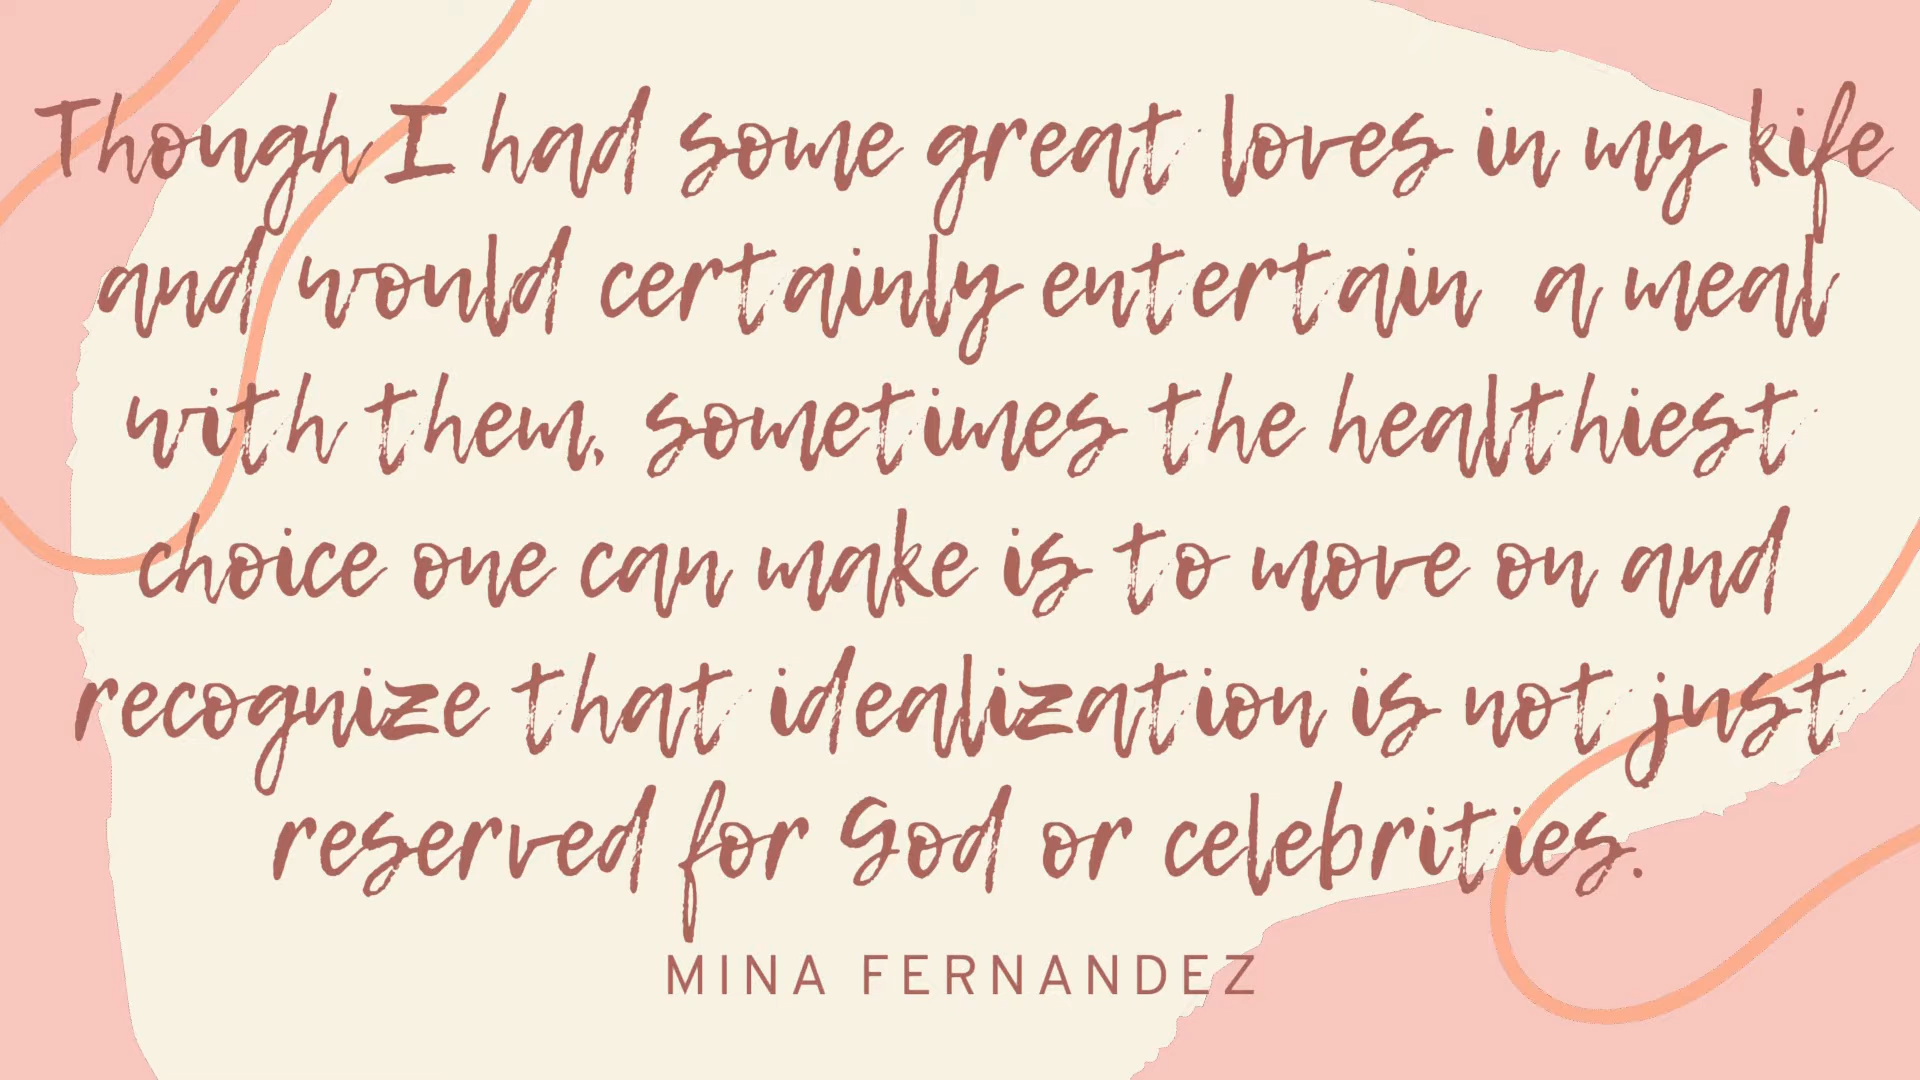 Though I had some great loves in my kife
and would certainly entertain a meal
with them, sometimes the healthiest
choice one can make is to move on and
recognize that idealization is not just
reserved for God or celebrities.
MINA FERNANDEZ